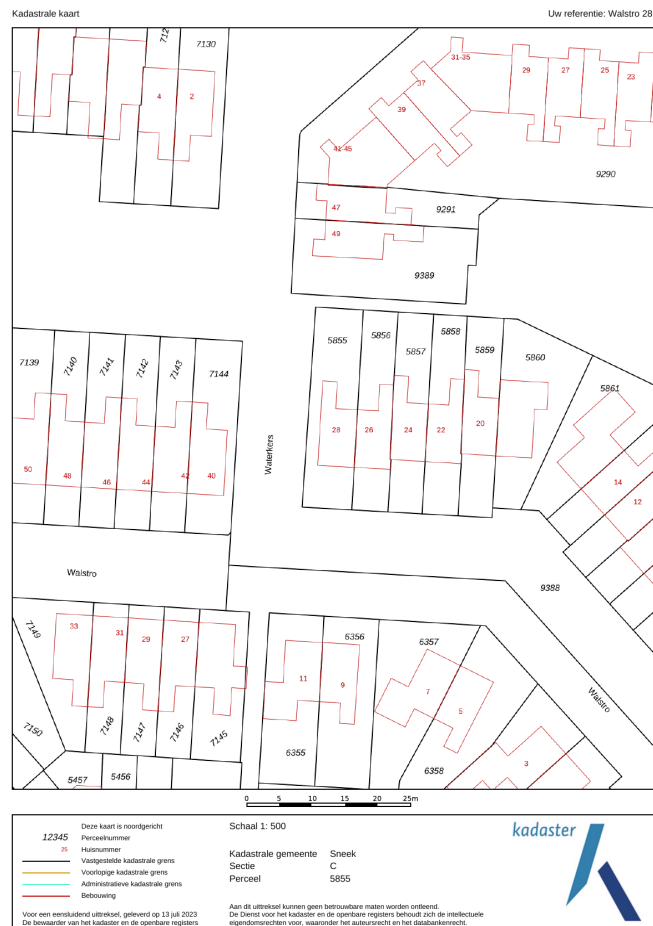 Kadastrale kaart
Uw referentie: Walstro 28
7130
712
4
2
31-35
37
39
41-45
29
27
25
23
9290
47
9291
49
9389
7139
7140
7141
7142
7143
7144
50
48
46
44
42
40
Waterkers
5855
5856
5857
5858
5859
5860
5861
28
26
24
22
20
14
12
Walstro
9388
Walstro
7149
33
31
29
27
7150
7148
7147
7146
7145
5457
5456
6356
11
9
6355
6357
7
5
6358
3
0 5 10 15 20 25m
Deze kaart is noordgericht
12345 Perceelnummer
25 Huisnummer
Vastgestelde kadastrale grens
Voorlopige kadastrale grens
Administratieve kadastrale grens
Bebouwing
Voor een eensluidend uittreksel, geleverd op 13 juli 2023
De bewaarder van het kadaster en de openbare registers
Schaal 1: 500
Kadastrale gemeente Sneek
Sectie C
Perceel 5855
Aan dit uittreksel kunnen geen betrouwbare maten worden ontleend.
De Dienst voor het kadaster en de openbare registers behoudt zich de intellectuele
eigendomsrechten voor, waaronder het auteursrecht en het databankenrecht.
kadaster